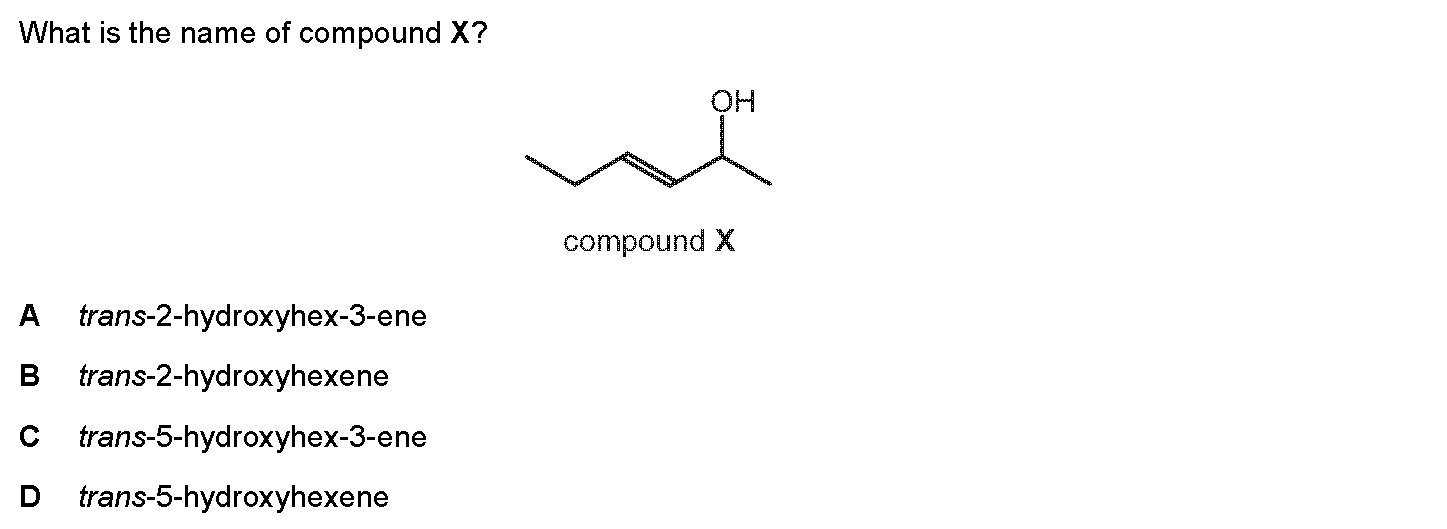 What is the name of compound X?
OH
compound X
A trans-2-hydroxyhex-3-ene
B trans-2-hydroxyhexene
C trans-5-hydroxyhex-3-ene
D trans-5-hydroxyhexene